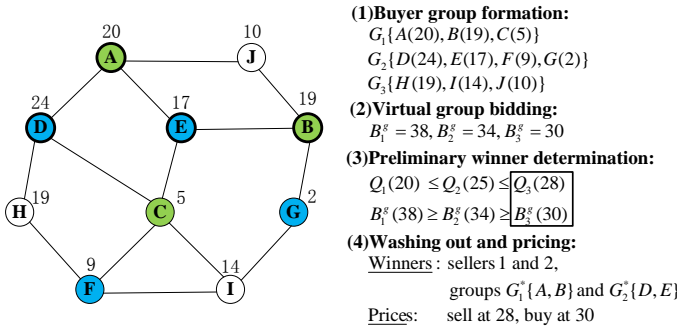 20
A
10
J
24
D
17
E
19
B
H
19
C
5
G
2
9
F
14
I
(1)Buyer group formation:
G₁{A(20), B(19), C(5)}
G₂{D(24), E(17), F(9), G(2)}
G₃{H(19), I(14), J(10)}
(2)Virtual group bidding:
B₁ᵍ = 38, B₂ᵍ = 34, B₃ᵍ = 30
(3)Preliminary winner determination:
Q₁(20) ≤ Q₂(25) ≤ Q₃(28)
B₁ᵍ(38) ≥ B₂ᵍ(34) ≥ B₃ᵍ(30)
(4)Washing out and pricing:
Winners: sellers 1 and 2,
groups G₁*{A, B} and G₂*{D, E}
Prices: sell at 28, buy at 30